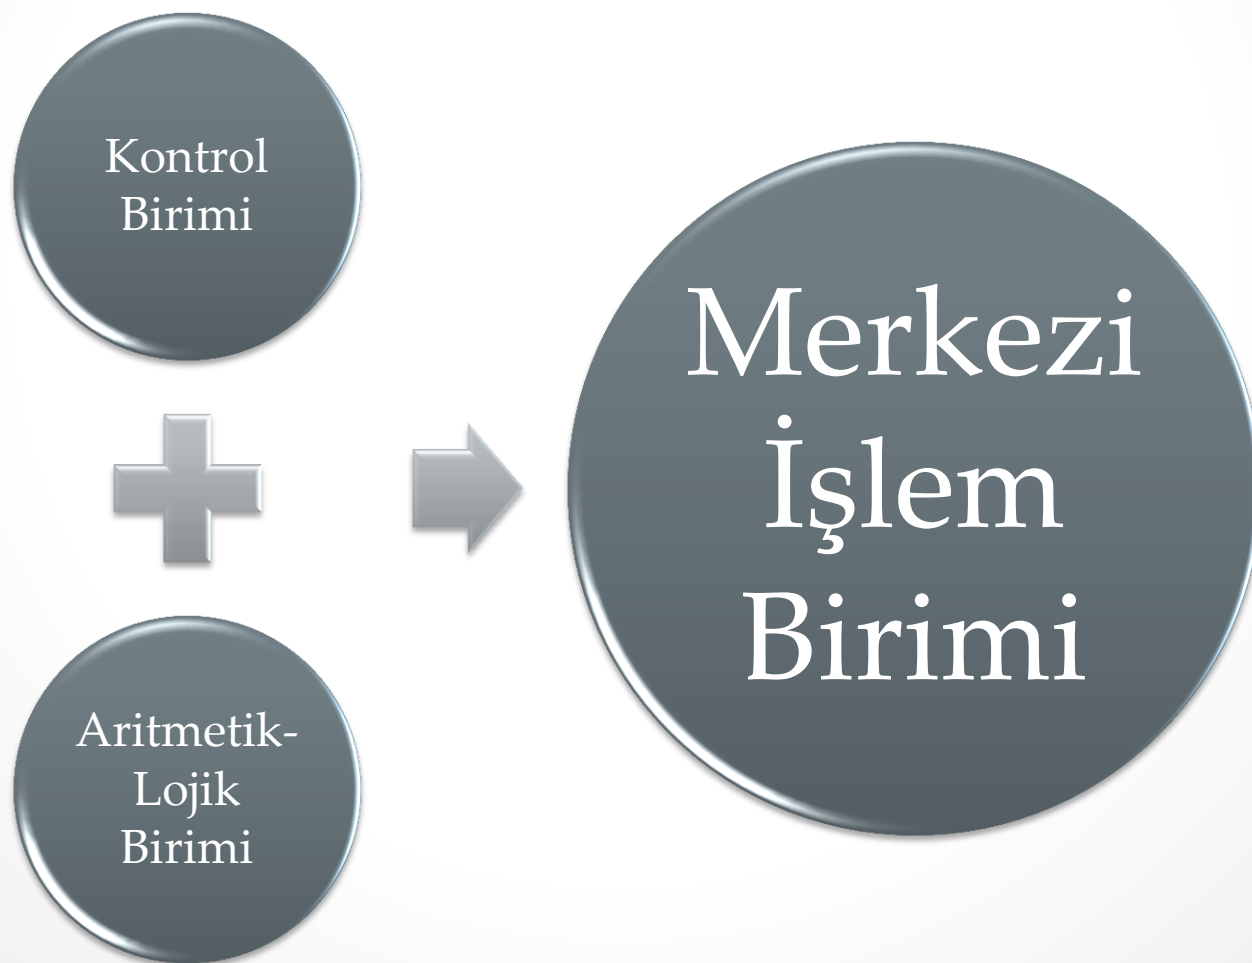 Kontrol
Birimi
Aritmetik-
Lojik
Birimi
Merkezi
İşlem
Birimi